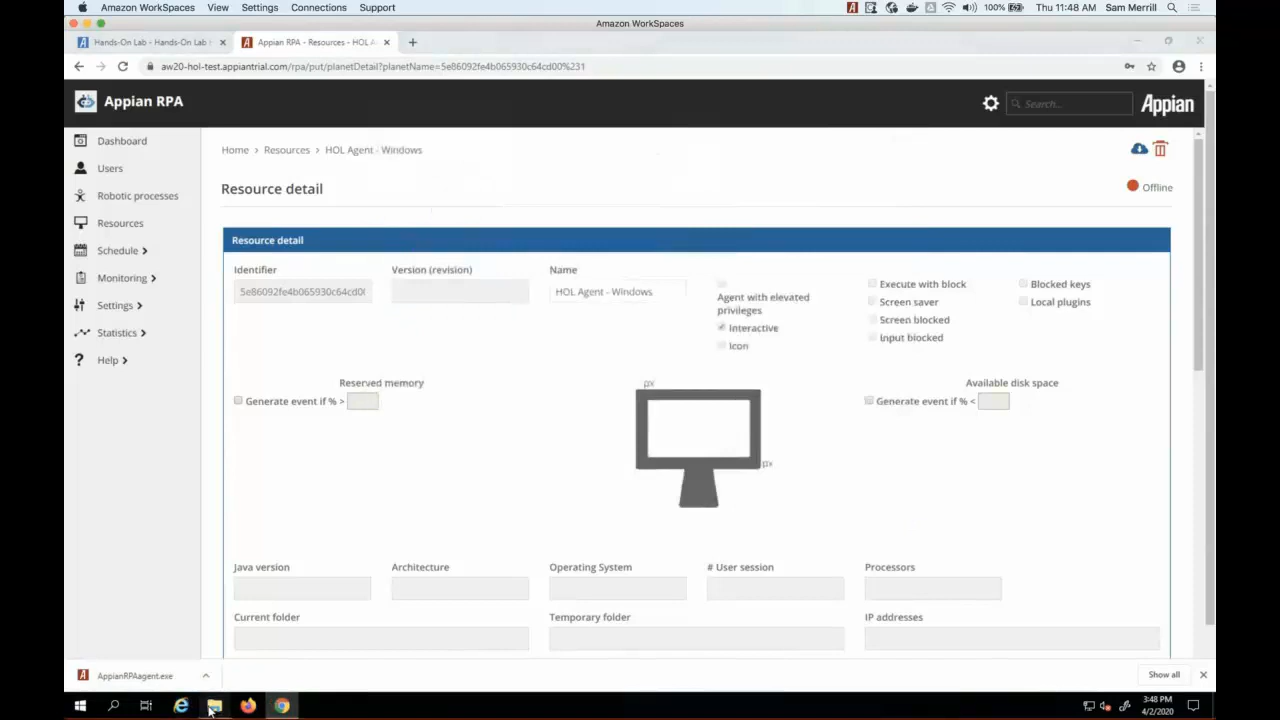 Amazon WorkSpaces View Settings Connections Support 100% Thu 11:48 AM Sam Merrill
Amazon WorkSpaces
Hands-On Lab - Hands-On Lab Appian RPA - Resources - HOL A
aw20-hol-test.appiantrial.com/rpa/put/planetDetail?planetName=5e86092fe4b065930c64cd00%231
Appian RPA Search... Appian
Dashboard
Users
Robotic processes
Resources
Schedule
Monitoring
Settings
Statistics
Help
Home > Resources > HOL Agent - Windows
Resource detail Offline
Resource detail
Identifier Version (revision) Name
5e86092fe4b065930c64cd0( HOL Agent - Windows
Agent with elevated
privileges
Interactive
Icon
Execute with block
Screen saver
Screen blocked
Input blocked
Blocked keys
Local plugins
Reserved memory
Generate event if % >
px
px
Available disk space
Generate event if % <
Java version Architecture Operating System # User session Processors
Current folder Temporary folder IP addresses
AppianRPAagent.exe Show all
3:48 PM
4/2/2020